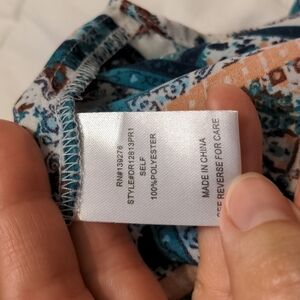 RN#139276
STYLE#DR12613PR1
SELF
100%POLYESTER
MADE IN CHINA
SEE REVERSE FOR CARE